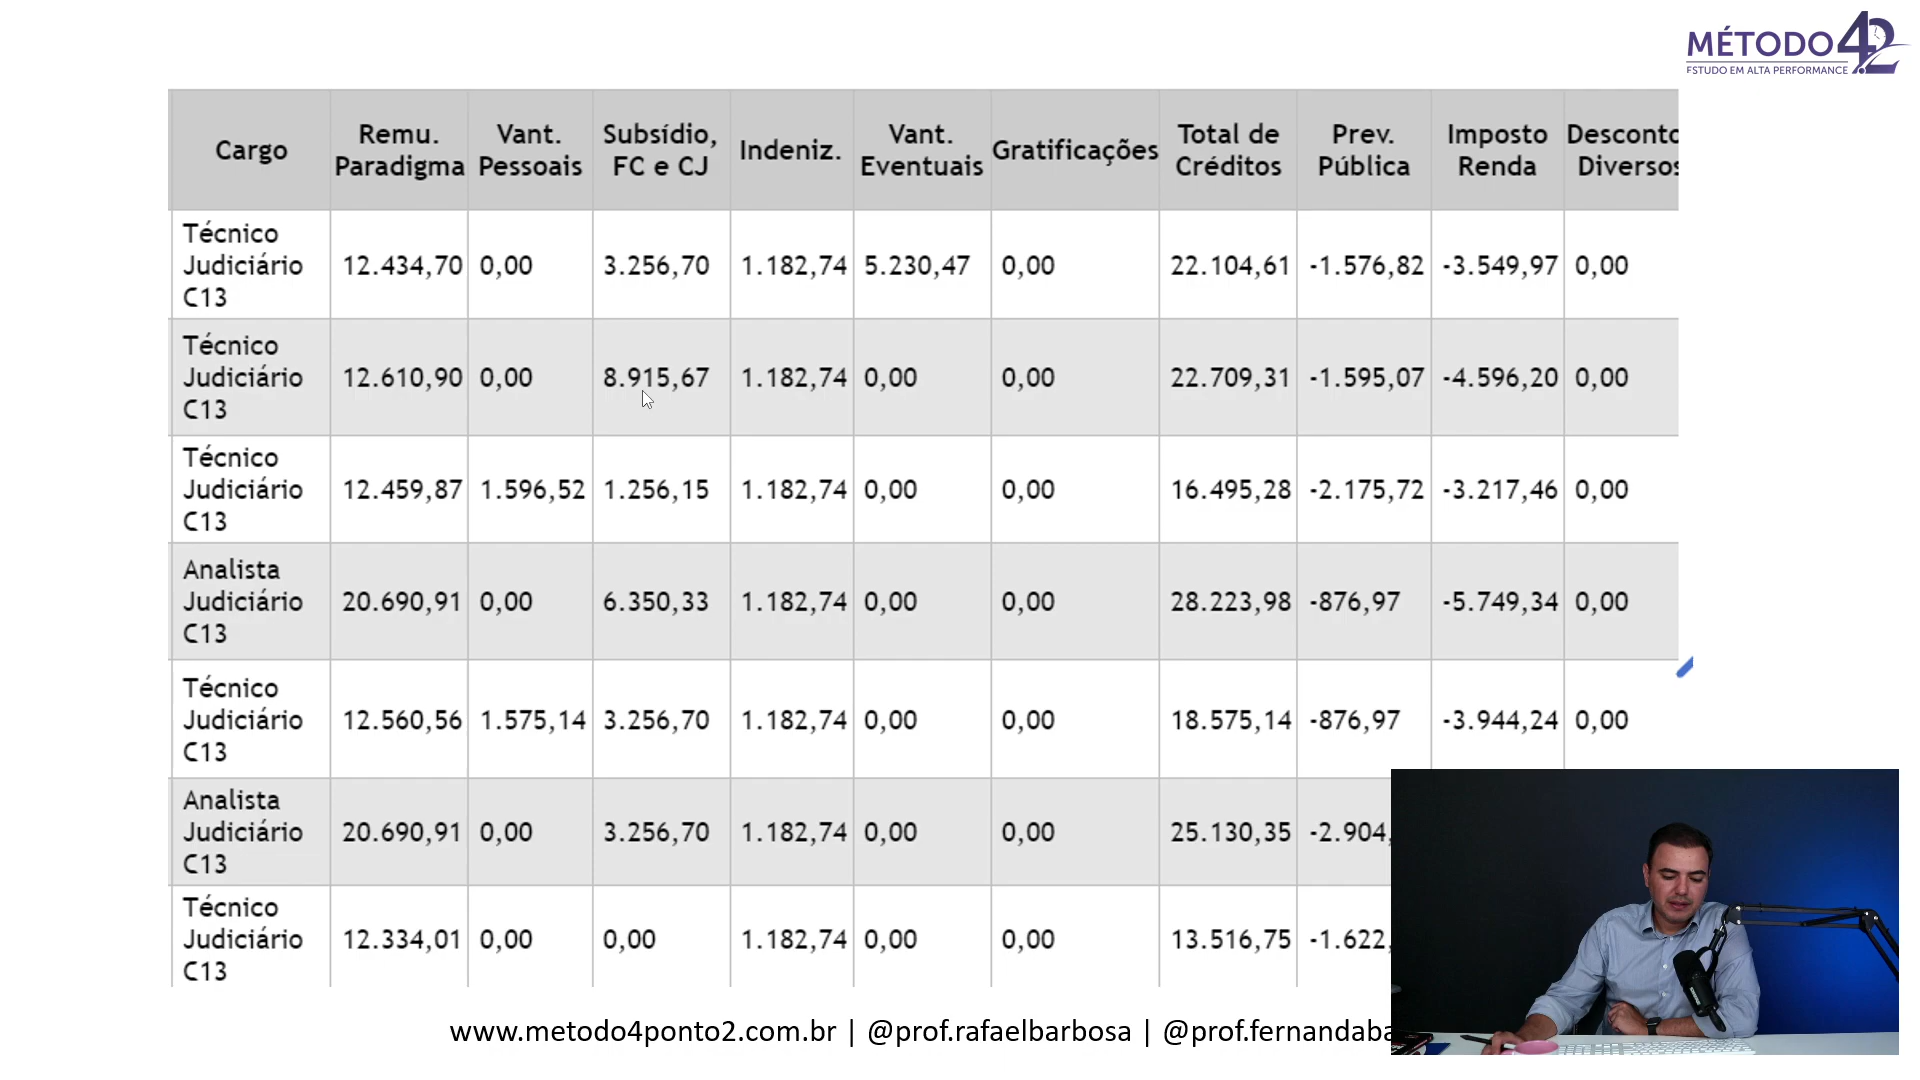 MÉTODO 4.2
ESTUDO EM ALTA PERFORMANCE
Cargo Remu. Paradigma Vant. Pessoais Subsídio, FC e CJ Indeniz. Vant. Eventuais Gratificações Total de Créditos Prev. Pública Imposto Renda Desconto Diversos
Técnico Judiciário C13 12.434,70 0,00 3.256,70 1.182,74 5.230,47 0,00 22.104,61 -1.576,82 -3.549,97 0,00
Técnico Judiciário C13 12.610,90 0,00 8.915,67 1.182,74 0,00 0,00 22.709,31 -1.595,07 -4.596,20 0,00
Técnico Judiciário C13 12.459,87 1.596,52 1.256,15 1.182,74 0,00 0,00 16.495,28 -2.175,72 -3.217,46 0,00
Analista Judiciário C13 20.690,91 0,00 6.350,33 1.182,74 0,00 0,00 28.223,98 -876,97 -5.749,34 0,00
Técnico Judiciário C13 12.560,56 1.575,14 3.256,70 1.182,74 0,00 0,00 18.575,14 -876,97 -3.944,24 0,00
Analista Judiciário C13 20.690,91 0,00 3.256,70 1.182,74 0,00 0,00 25.130,35 -2.904,
Técnico Judiciário C13 12.334,01 0,00 0,00 1.182,74 0,00 0,00 13.516,75 -1.622,
www.metodo4ponto2.com.br | @prof.rafaelbarbosa | @prof.fernandaba